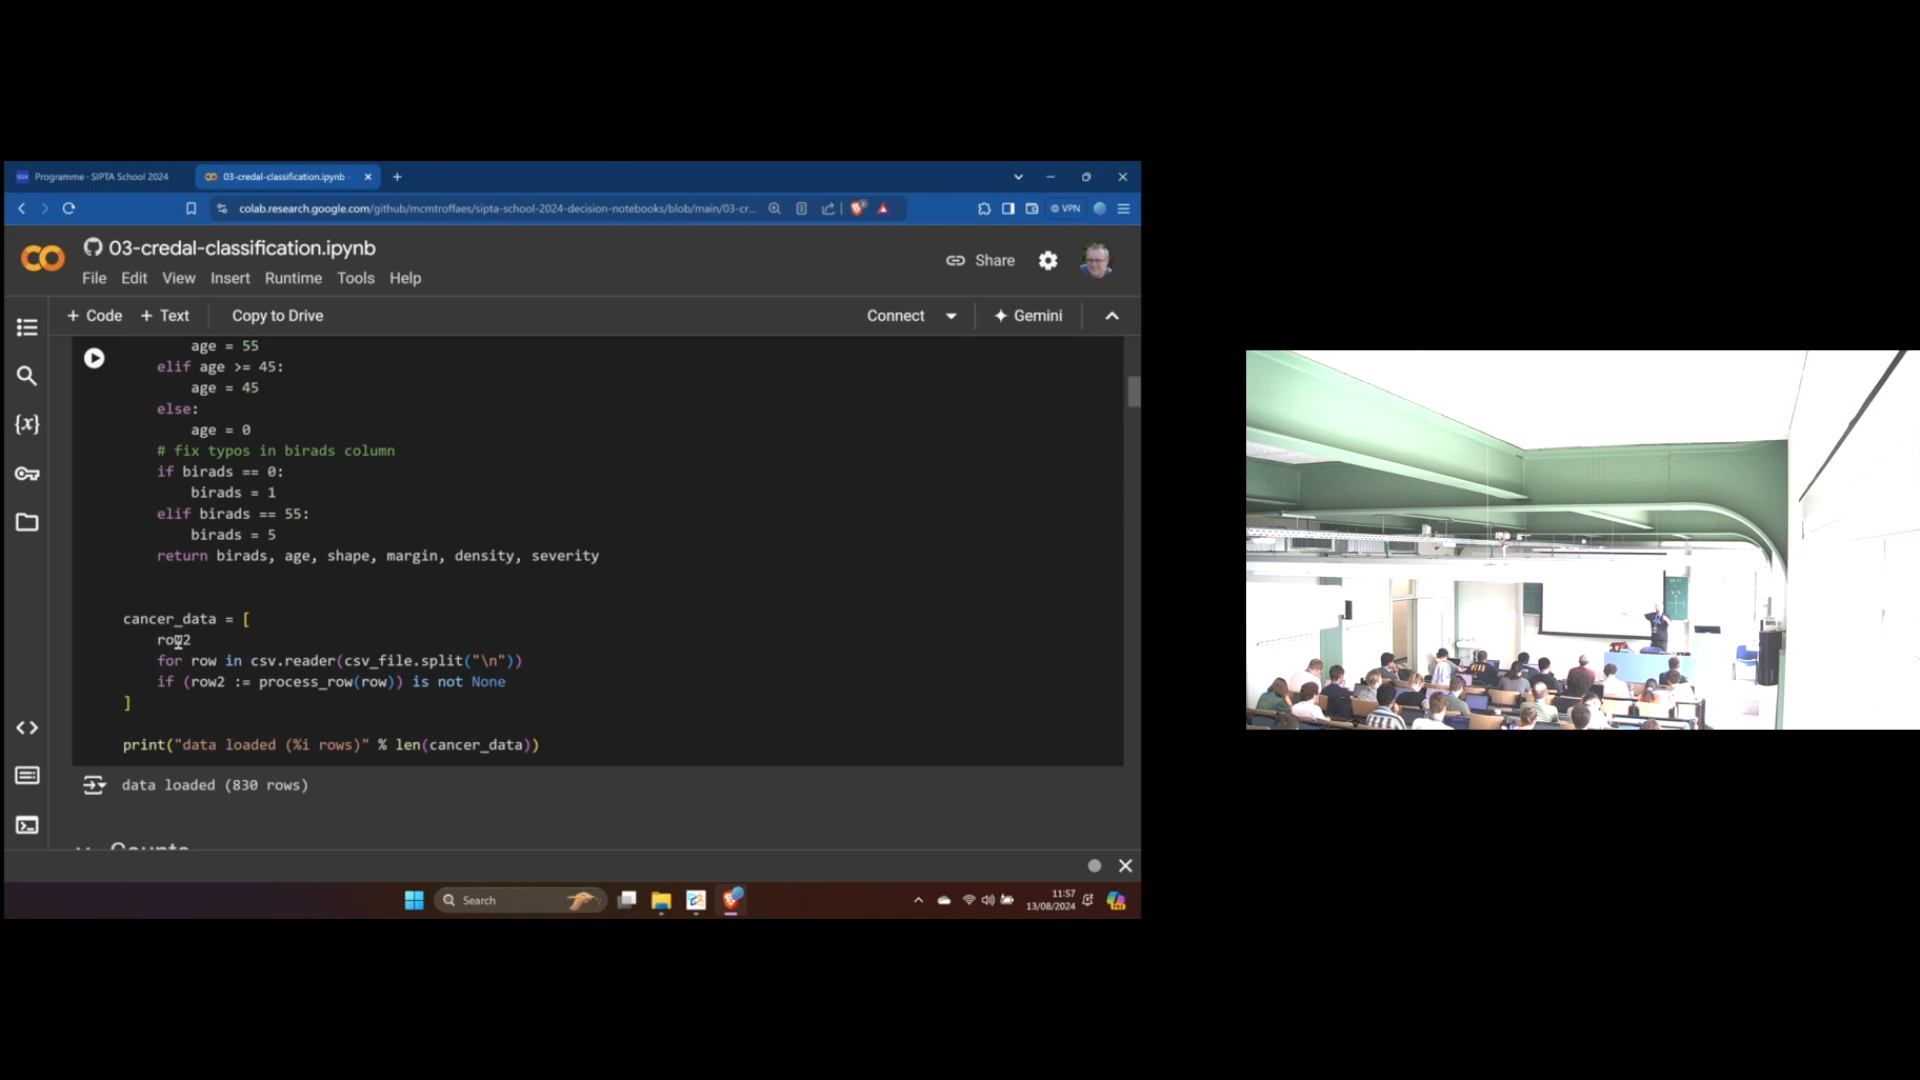 Programme - SIPTA School 2024
03-credal-classification.ipynb -
colab.research.google.com/github/mcmtroffaes/sipta-school-2024-decision-notebooks/blob/main/03-cr...
VPN
03-credal-classification.ipynb
File Edit View Insert Runtime Tools Help
Share
+ Code + Text Copy to Drive
Connect
Gemini
age = 55
elif age >= 45:
age = 45
else:
age = 0
# fix typos in birads column
if birads == 0:
birads = 1
elif birads == 55:
birads = 5
return birads, age, shape, margin, density, severity
cancer_data = [
row2
for row in csv.reader(csv_file.split("\n"))
if (row2 := process_row(row)) is not None
]
print("data loaded (%i rows)" % len(cancer_data))
data loaded (830 rows)
Counts
Search
11:57
13/08/2024